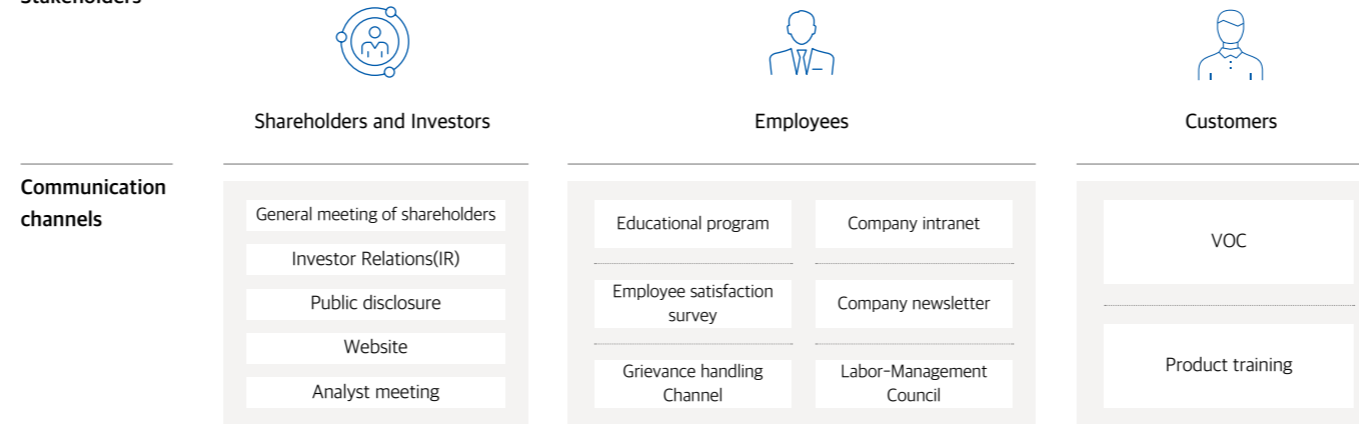 Stakeholders
Shareholders and Investors
Employees
Customers
Communication
channels
General meeting of shareholders
Investor Relations(IR)
Public disclosure
Website
Analyst meeting
Educational program
Company intranet
Employee satisfaction
survey
Company newsletter
Grievance handling
Channel
Labor-Management
Council
VOC
Product training